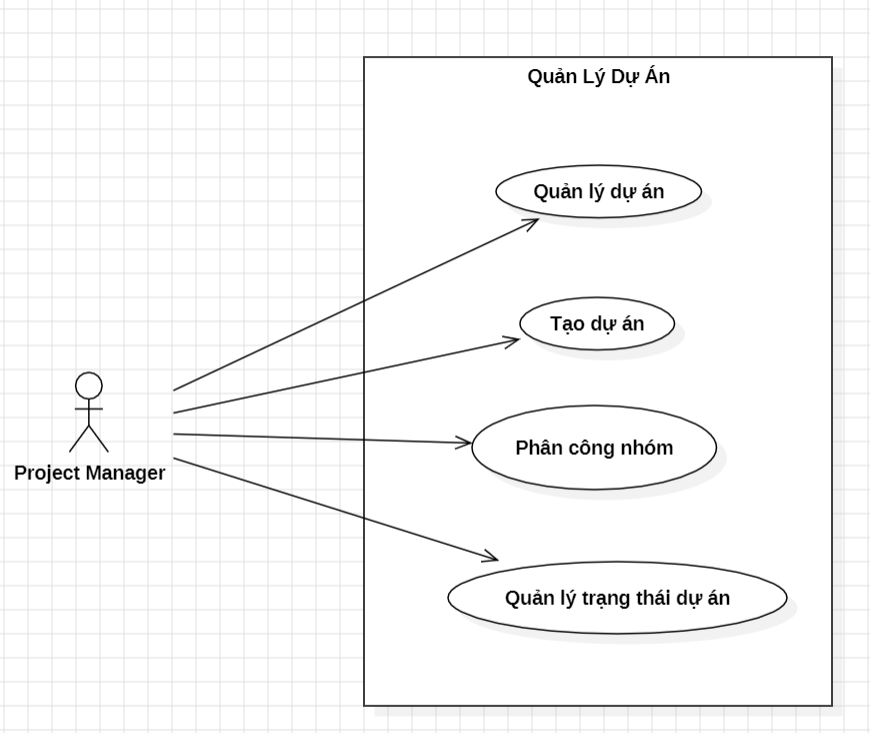 Quản Lý Dự Án
Quản lý dự án
Tạo dự án
Phân công nhóm
Project Manager
Quản lý trạng thái dự án